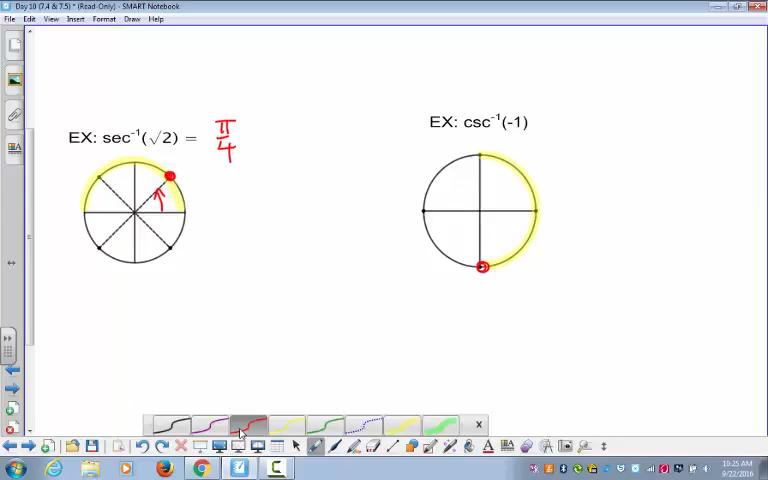 Day 10 (7.4 & 7.5) * (Read-Only) - SMART Notebook
File Edit View Insert Format Draw Help
EX: sec⁻¹(√2) = π/4
EX: csc⁻¹(-1)
10:25 AM
9/22/2016